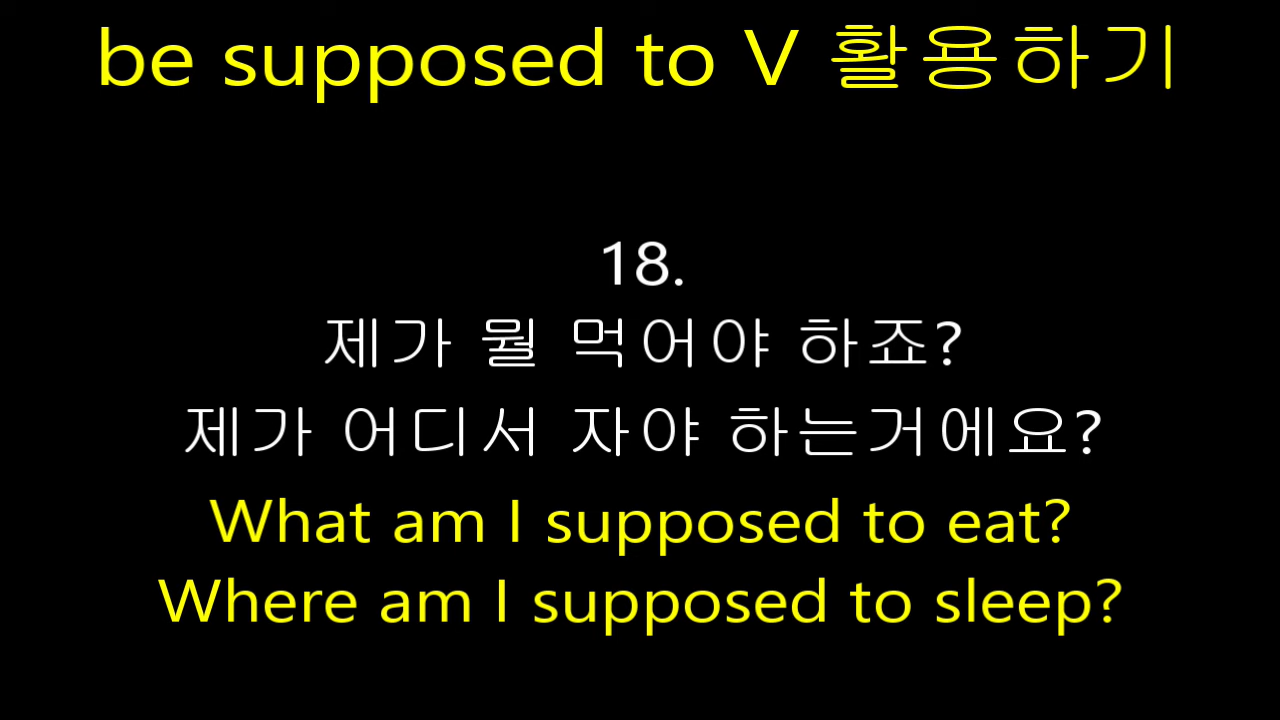 be supposed to V 활용하기
18.
제가 뭘 먹어야 하죠?
제가 어디서 자야 하는거에요?
What am I supposed to eat?
Where am I supposed to sleep?